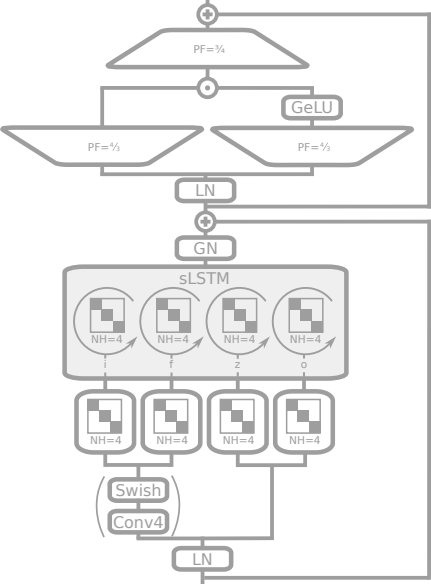 PF=¾
GeLU
PF=⁴⁄₃ PF=⁴⁄₃
LN
GN
sLSTM
NH=4 NH=4 NH=4 NH=4
i f z o
NH=4 NH=4 NH=4 NH=4
Swish
Conv4
LN